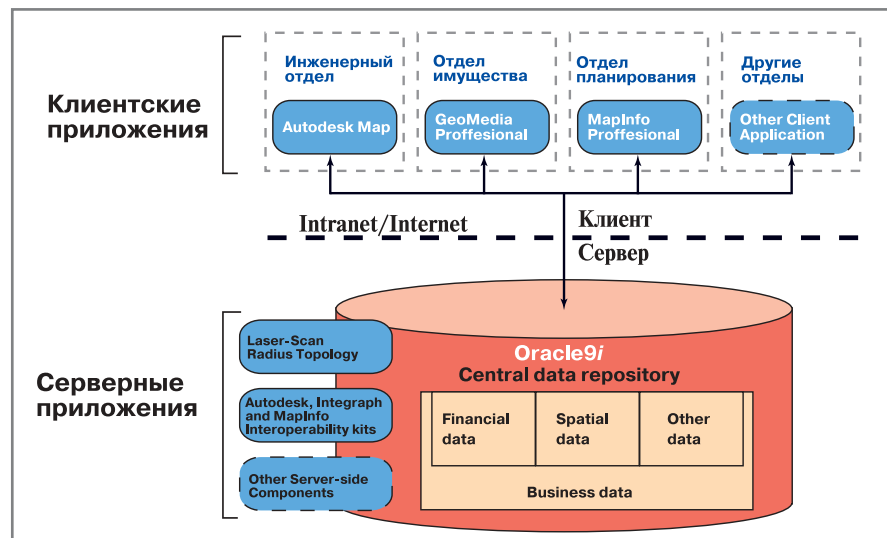 Клиентские
приложения
Инженерный
отдел
Autodesk Map
Отдел
имущества
GeoMedia
Proffesional
Отдел
планирования
MapInfo
Proffesional
Другие
отделы
Other Client
Application
Intranet/Internet
Клиент
Сервер
Серверные
приложения
Laser-Scan
Radius Topology
Autodesk, Integraph
and MapInfo
Interoperability kits
Other Server-side
Components
Oracle9i
Central data repository
Financial
data
Spatial
data
Other
data
Business data